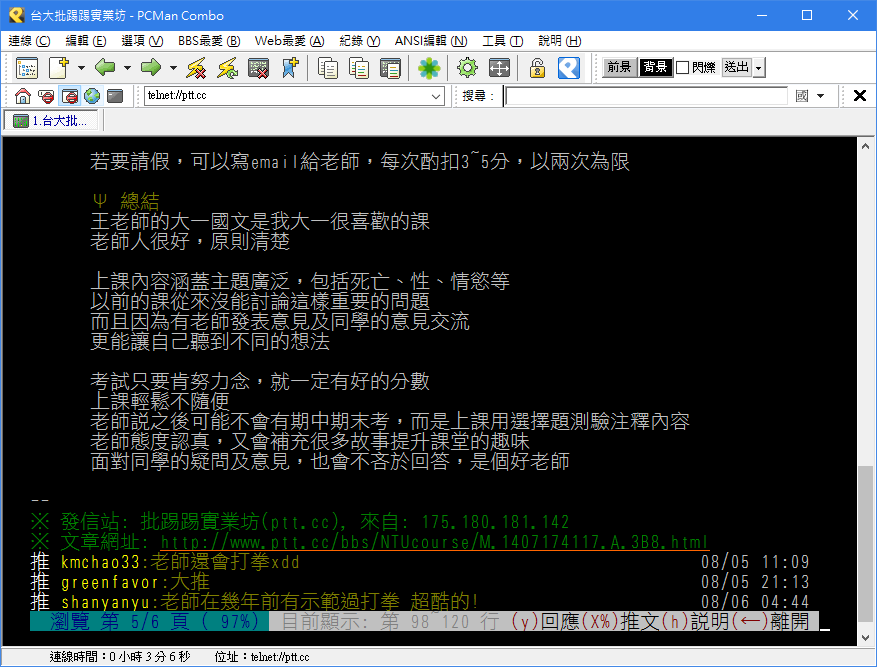 台大批踢踢實業坊 - PCMan Combo
連線 (C) 編輯 (E) 選項 (V) BBS最愛 (B) Web最愛 (A) 紀錄 (Y) ANSI編輯 (N) 工具 (T) 說明 (H)
前景 背景 閃爍 送出
telnet://ptt.cc 搜尋： 國
1.台大批...
若要請假，可以寫email給老師，每次酌扣3~5分，以兩次為限
Ψ 總結
王老師的大一國文是我大一很喜歡的課
老師人很好，原則清楚
上課內容涵蓋主題廣泛，包括死亡、性、情慾等
以前的課從來沒能討論這樣重要的問題
而且因為有老師發表意見及同學的意見交流
更能讓自己聽到不同的想法
考試只要肯努力念，就一定有好的分數
上課輕鬆不隨便
老師說之後可能不會有期中期末考，而是上課用選擇題測驗注釋內容
老師態度認真，又會補充很多故事提升課堂的趣味
面對同學的疑問及意見，也會不吝於回答，是個好老師
--
※ 發信站: 批踢踢實業坊(ptt.cc), 來自: 175.180.181.142
※ 文章網址: http://www.ptt.cc/bbs/NTUcourse/M.1407174117.A.3B8.html
推 kmchao33:老師還會打拳xdd 08/05 11:09
推 greenfavor:大推 08/05 21:13
推 shanyanyu:老師在幾年前有示範過打拳 超酷的! 08/06 04:44
瀏覽 第 5/6 頁 ( 97%) 目前顯示: 第 98~120 行 (y)回應(X%)推文(h)說明(←)離開
連線時間：0 小時 3 分 6 秒 位址：telnet://ptt.cc